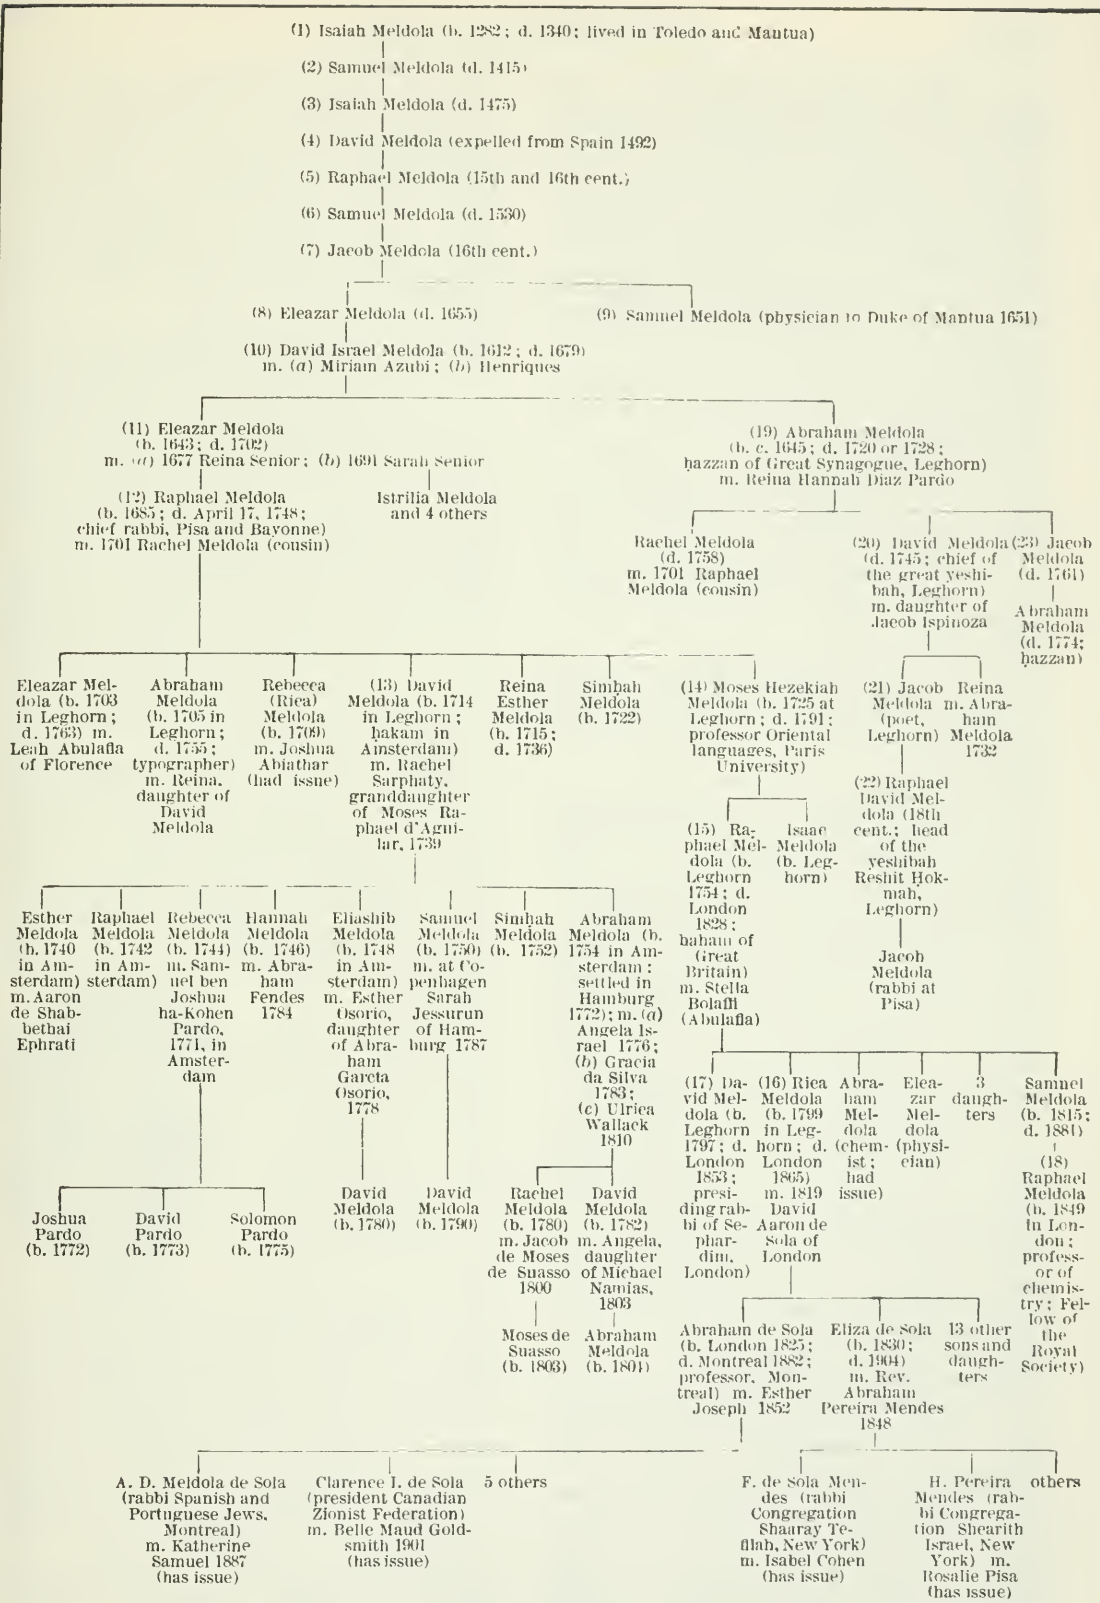 (1) Isaiah Meldola (b. 1282; d. 1340; lived in Toledo and Mantua)
(2) Samuel Meldola (d. 1415)
(3) Isaiah Meldola (d. 1475)
(4) David Meldola (expelled from Spain 1492)
(5) Raphael Meldola (15th and 16th cent.)
(6) Samuel Meldola (d. 1530)
(7) Jacob Meldola (16th cent.)
(8) Eleazar Meldola (d. 1655)
(9) Samuel Meldola (physician to Duke of Mantua 1651)
(10) David Israel Meldola (b. 1612; d. 1679)
m. (a) Miriam Azubi; (b) Henriques
(11) Eleazar Meldola
(b. 1643; d. 1702)
m. (a) 1677 Reina Senior; (b) 1691 Sarah Senior
(19) Abraham Meldola
(b. c. 1645; d. 1720 or 1728;
ḥazzan of Great Synagogue, Leghorn)
m. Reina Hannah Diaz Pardo
(12) Raphael Meldola
(b. 1685; d. April 17, 1748;
chief rabbi, Pisa and Bayonne)
m. 1701 Rachel Meldola (cousin)
Istrilia Meldola
and 4 others
Rachel Meldola
(d. 1758)
m. 1701 Raphael
Meldola (cousin)
(20) David Meldola
(d. 1745; chief of
the great yeshi-
bah, Leghorn)
m. daughter of
Jacob Ispinoza
(23) Jacob
Meldola
(d. 1761)
Abraham
Meldola
(d. 1774;
ḥazzan)
Eleazar Mel-
dola (b. 1703
in Leghorn;
d. 1763) m.
Leah Abulafia
of Florence
Abraham
Meldola
(b. 1705 in
Leghorn;
d. 1755;
typographer)
m. Reina,
daughter of
David
Meldola
Rebecca
(Rica)
Meldola
(b. 1709)
m. Joshua
Abiathar
(had issue)
(13) David
Meldola (b. 1714
in Leghorn;
ḥakam in
Amsterdam)
m. Rachel
Sarphaty,
granddaughter
of Moses Ra-
phael d'Agui-
lar, 1739
Reina
Esther
Meldola
(b. 1715;
d. 1736)
Simḥah
Meldola
(b. 1722)
(14) Moses Hezekiah
Meldola (b. 1725 at
Leghorn; d. 1791;
professor Oriental
languages, Paris
University)
(21) Jacob
(poet,
Leghorn)
Reina
m. Abra-
ham
Meldola
1732
(22) Raphael
David Mel-
dola (18th
cent.; head
of the
yeshibah
Reshit Ḥok-
mah,
Leghorn)
Jacob
Meldola
(rabbi at
Pisa)
(15) Ra-
phael Mel-
dola (b.
Leghorn
1754; d.
London
1828;
ḥaham of
Great
Britain)
m. Stella
Bolaffi
(Abulafia)
Isaac
Meldola
(b. Leg-
horn)
Esther
Meldola
(b. 1740
in Am-
sterdam)
m. Aaron
de Shab-
bethai
Ephrati
Raphael
Meldola
(b. 1742
in Am-
sterdam)
Rebecca
Meldola
(b. 1744)
m. Sam-
uel ben
Joshua
ha-Kohen
Pardo,
1771, in
Amster-
dam
Hannah
Meldola
(b. 1746)
m. Abra-
ham
Fendes
1784
Eliashib
Meldola
(b. 1748
in Am-
sterdam)
m. Esther
Osorio,
daughter
of Abra-
ham
Garcta
Osorio,
1778
Samuel
Meldola
(b. 1750)
m. at Co-
penhagen
Sarah
Jessurun
of Ham-
burg 1787
Simḥah
Meldola
(b. 1752)
Abraham
Meldola (b.
1754 in Am-
sterdam;
settled in
Hamburg
1772); m. (a)
Angela Is-
rael 1776;
(b) Gracia
da Silva
1783;
(c) Ulrica
Wallack
1810
(17) Da-
vid Mel-
dola (b.
Leghorn
1797; d.
London
1853;
presi-
ding rab-
bi of Se-
phar-
dim,
London)
(16) Rica
Meldola
(b. 1799
in Leg-
horn; d.
London
1865)
m. 1819
David
Aaron de
Sola of
London
Abra-
ham
Mel-
dola
(chem-
ist;
had
issue)
Elea-
zar
Mel-
dola
(physi-
cian)
3
daugh-
ters
Samuel
Meldola
(b. 1815;
d. 1881)
(18)
Raphael
Meldola
(b. 1849
in Lon-
don;
profess-
or of
chemis-
try; Fel-
low of
the
Royal
Society)
Joshua
Pardo
(b. 1772)
David
Pardo
(b. 1773)
Solomon
Pardo
(b. 1775)
David
Meldola
(b. 1780)
David
Meldola
(b. 1790)
Rachel
Meldola
(b. 1780)
m. Jacob
de Moses
de Suasso
1800
David
Meldola
(b. 1782)
m. Angela,
daughter
of Michael
Namias,
1803
Moses de
Suasso
(b. 1803)
Abraham
Meldola
(b. 1801)
Abraham de Sola
(b. London 1825;
d. Montreal 1882;
professor, Mon-
treal) m. Esther
Joseph 1852
Eliza de Sola
(b. 1830;
d. 1904)
m. Rev.
Abraham
Pereira Mendes
1848
13 other
sons and
daugh-
ters
A. D. Meldola de Sola
(rabbi Spanish and
Portuguese Jews,
Montreal)
m. Katherine
Samuel 1887
(has issue)
Clarence I. de Sola
(president Canadian
Zionist Federation)
m. Belle Maud Gold-
smith 1901
(has issue)
5 others
F. de Sola Men-
des (rabbi
Congregation
Shaaray Te-
fillah, New York)
m. Isabel Cohen
(has issue)
H. Pereira
Mendes (rab-
bi Congrega-
tion Shearith
Israel, New
York) m.
Rosalie Pisa
(has issue)
others